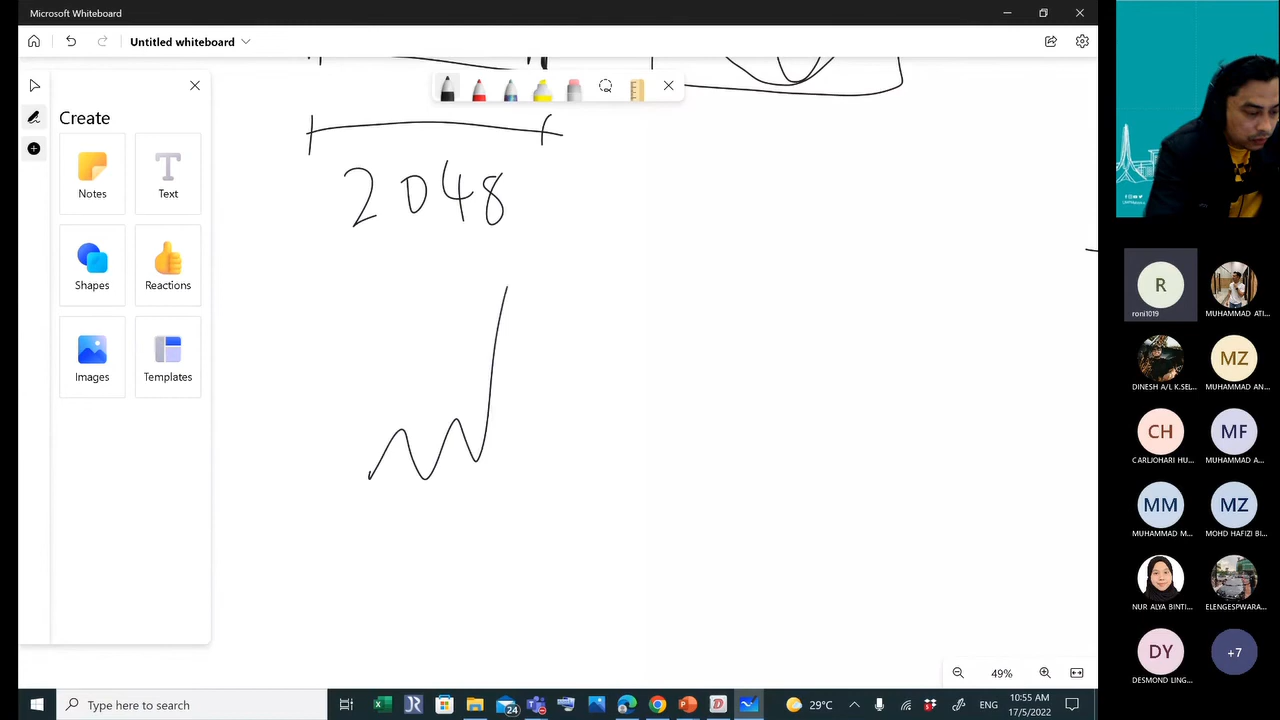 Microsoft Whiteboard
Untitled whiteboard
Create
Notes
Text
Shapes
Reactions
Images
Templates
2048
49%
R
roni1019
MUHAMMAD ATI...
DINESH A/L K.SEL...
MZ
MUHAMMAD AN...
CH
CARLJOHARI HU...
MF
MUHAMMAD A...
MM
MUHAMMAD M...
MZ
MOHD HAFIZI BI...
NUR ALYA BINTI...
ELENGESPWARA...
DY
DESMOND LING...
+7
Type here to search
24
29°C
ENG
10:55 AM
17/5/2022